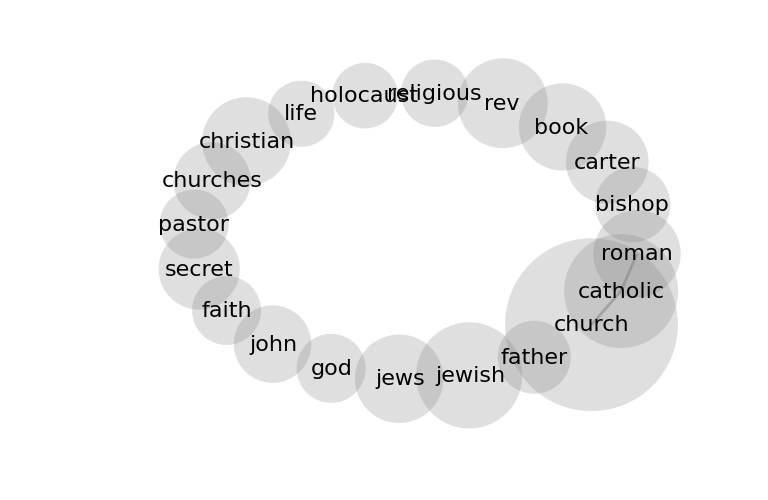 religious
holocaust
rev
life
book
christian
carter
churches
bishop
pastor
roman
secret
catholic
faith
church
john
father
god
jewish
jews